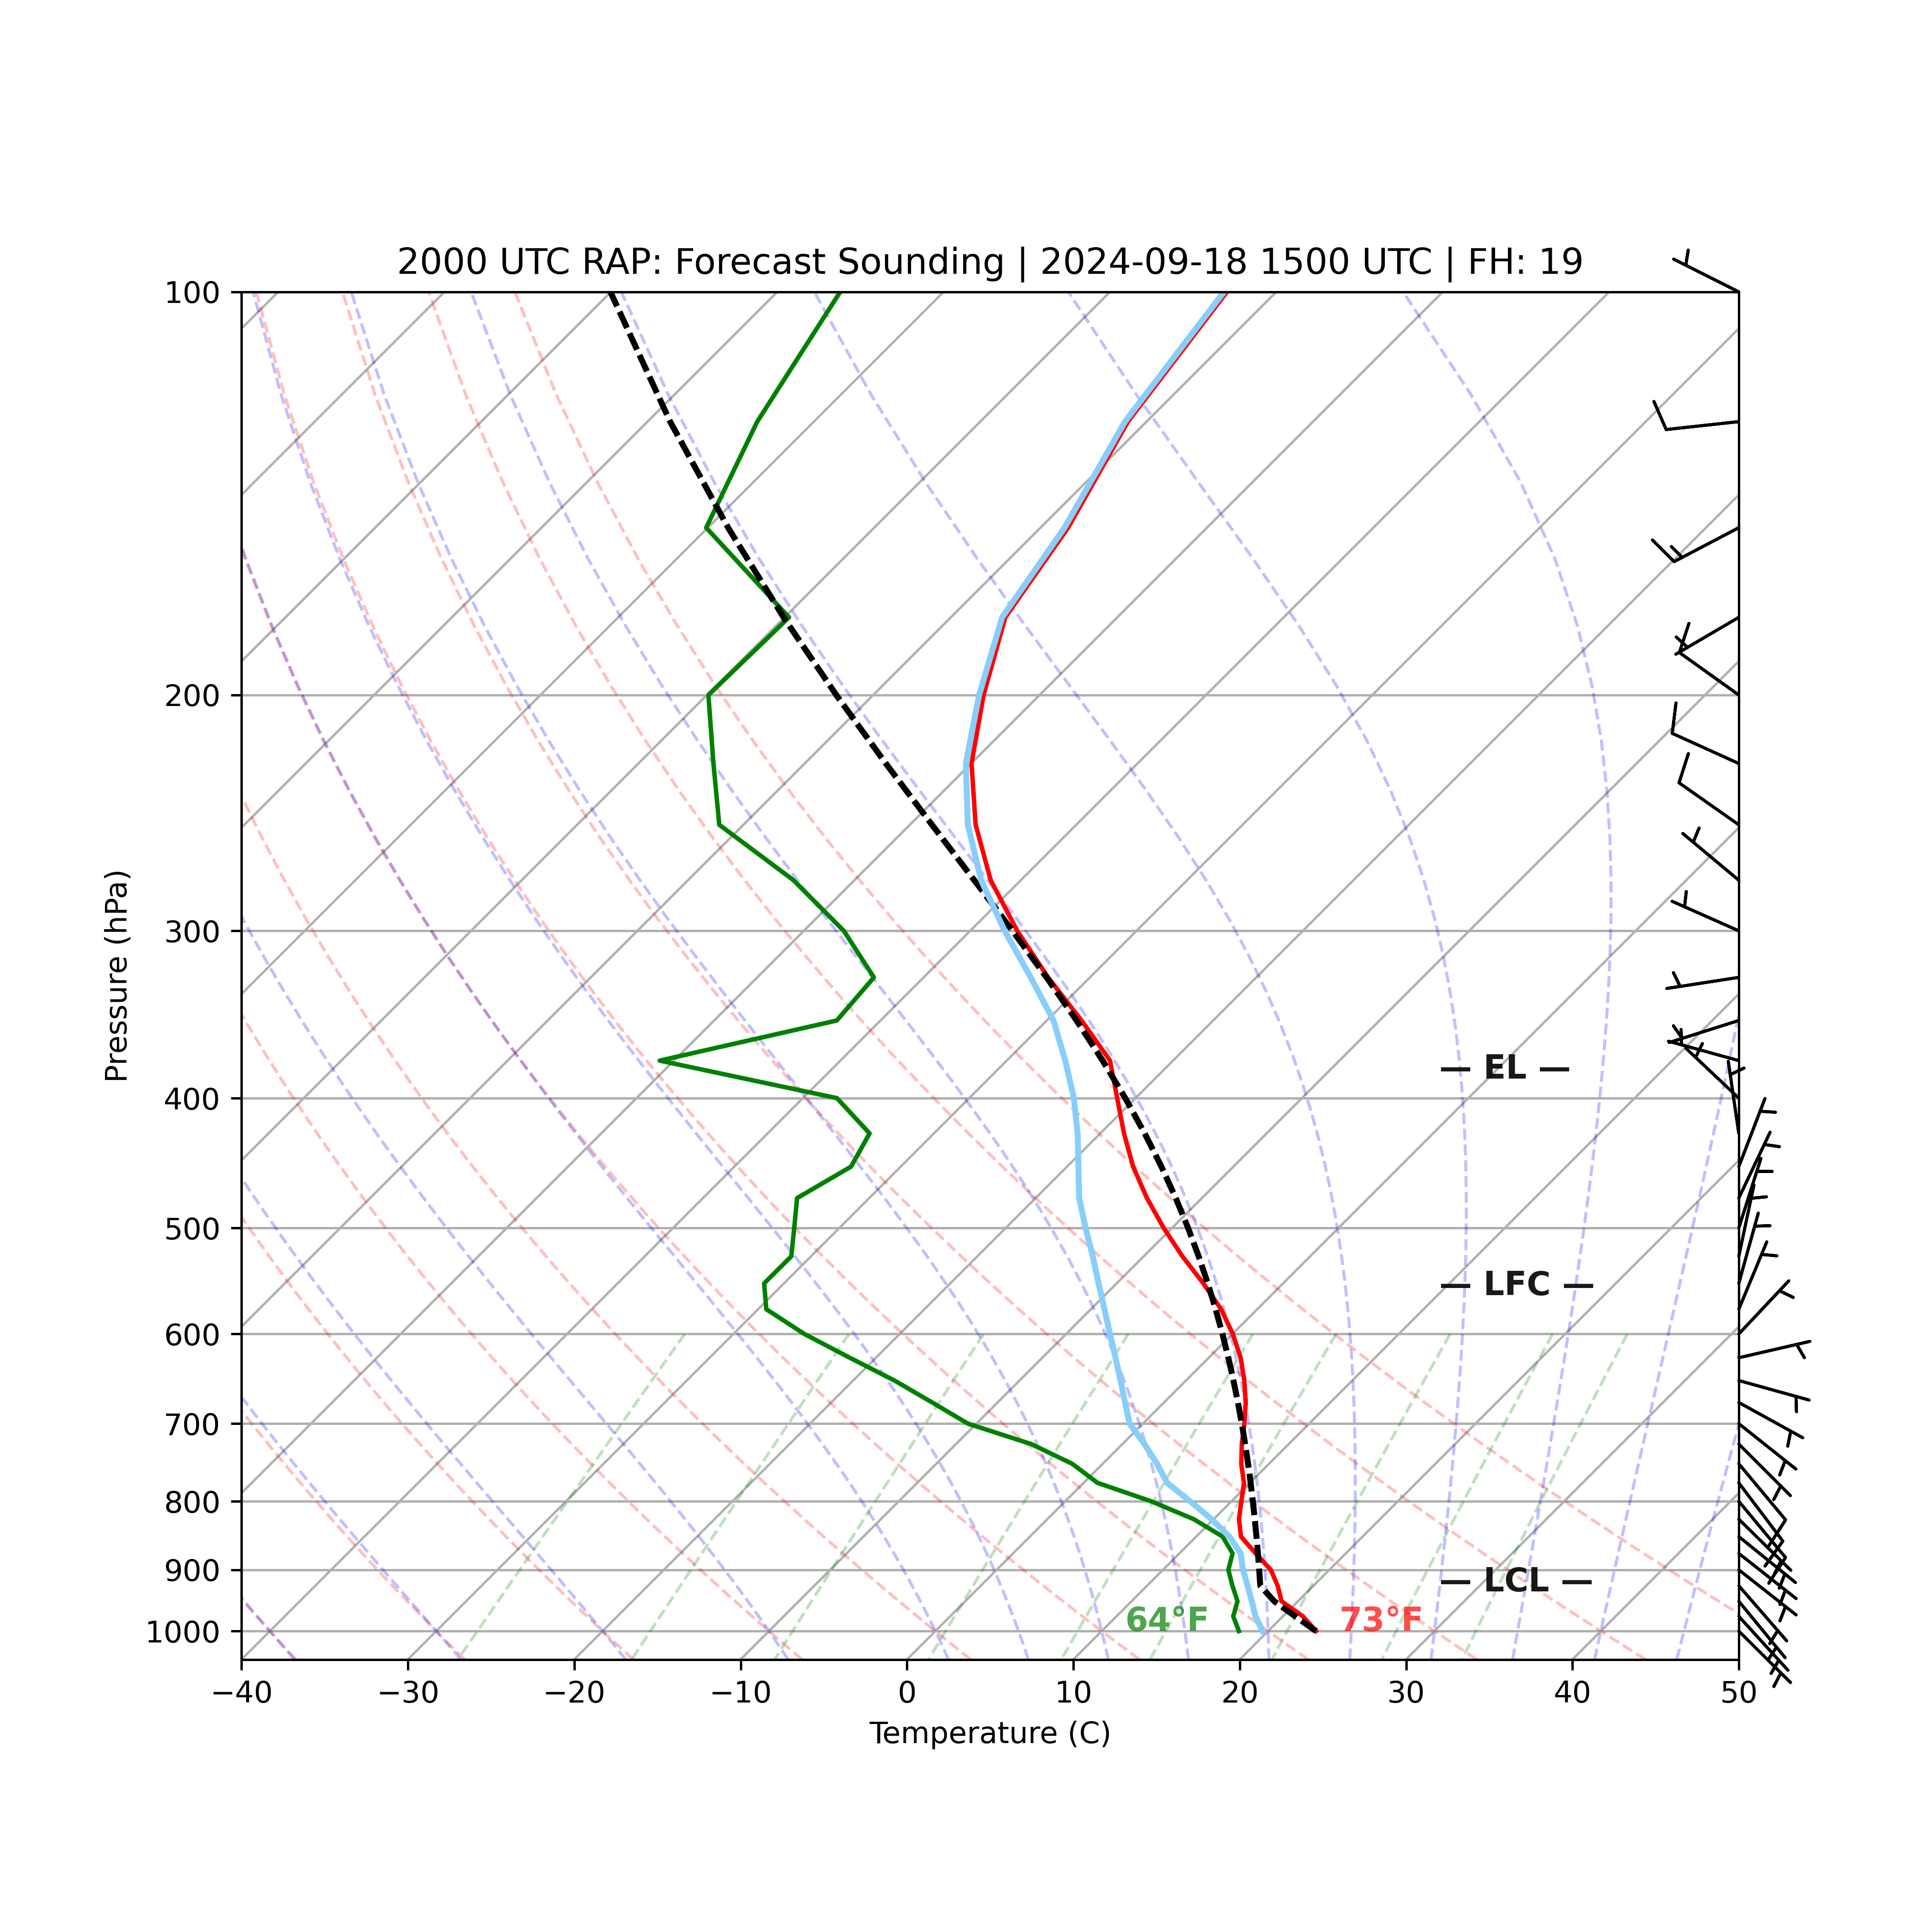 2000 UTC RAP: Forecast Sounding | 2024-09-18 1500 UTC | FH: 19
100
200
300
400
500
600
700
800
900
1000
Pressure (hPa)
— EL —
— LFC —
— LCL —
64°F 73°F
−40 −30 −20 −10 0 10 20 30 40 50
Temperature (C)